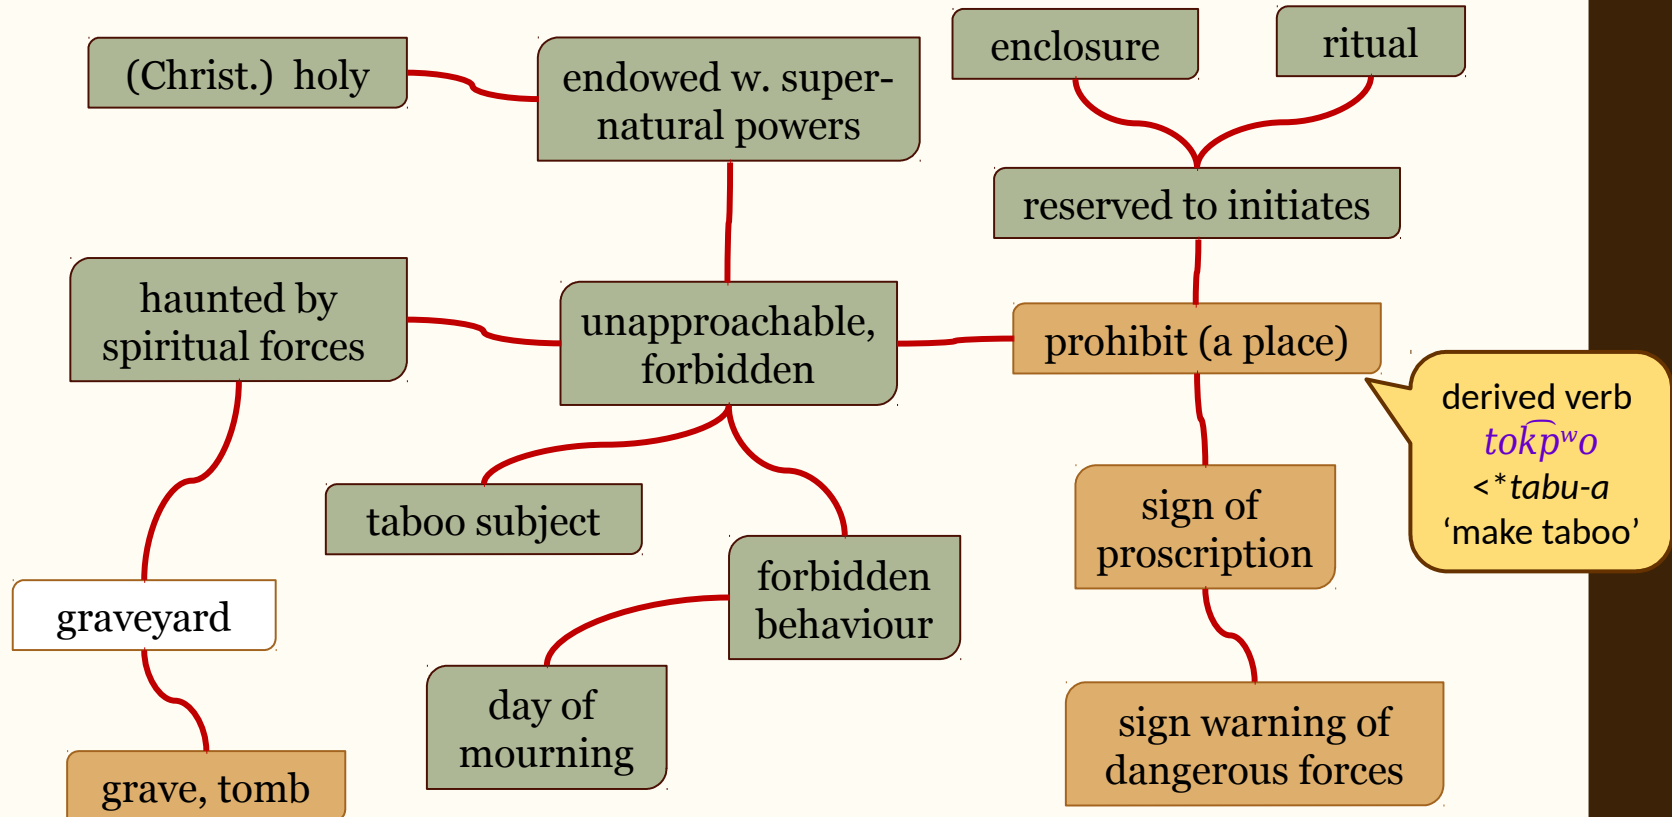 (Christ.) holy
endowed w. super-
natural powers
enclosure
ritual
reserved to initiates
haunted by
spiritual forces
unapproachable,
forbidden
prohibit (a place)
derived verb
tok͡pʷo
<*tabu-a
‘make taboo’
taboo subject
sign of
proscription
forbidden
behaviour
graveyard
day of
mourning
sign warning of
dangerous forces
grave, tomb